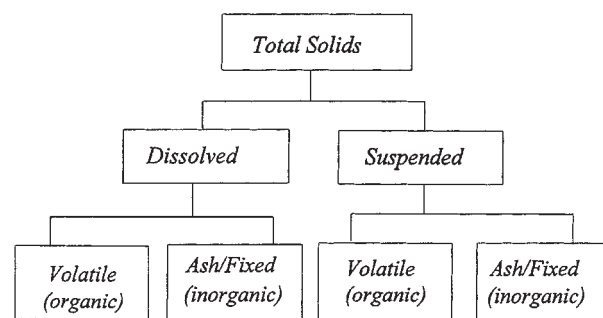 Total Solids
Dissolved
Suspended
Volatile
(organic)
Ash/Fixed
(inorganic)
Volatile
(organic)
Ash/Fixed
(inorganic)